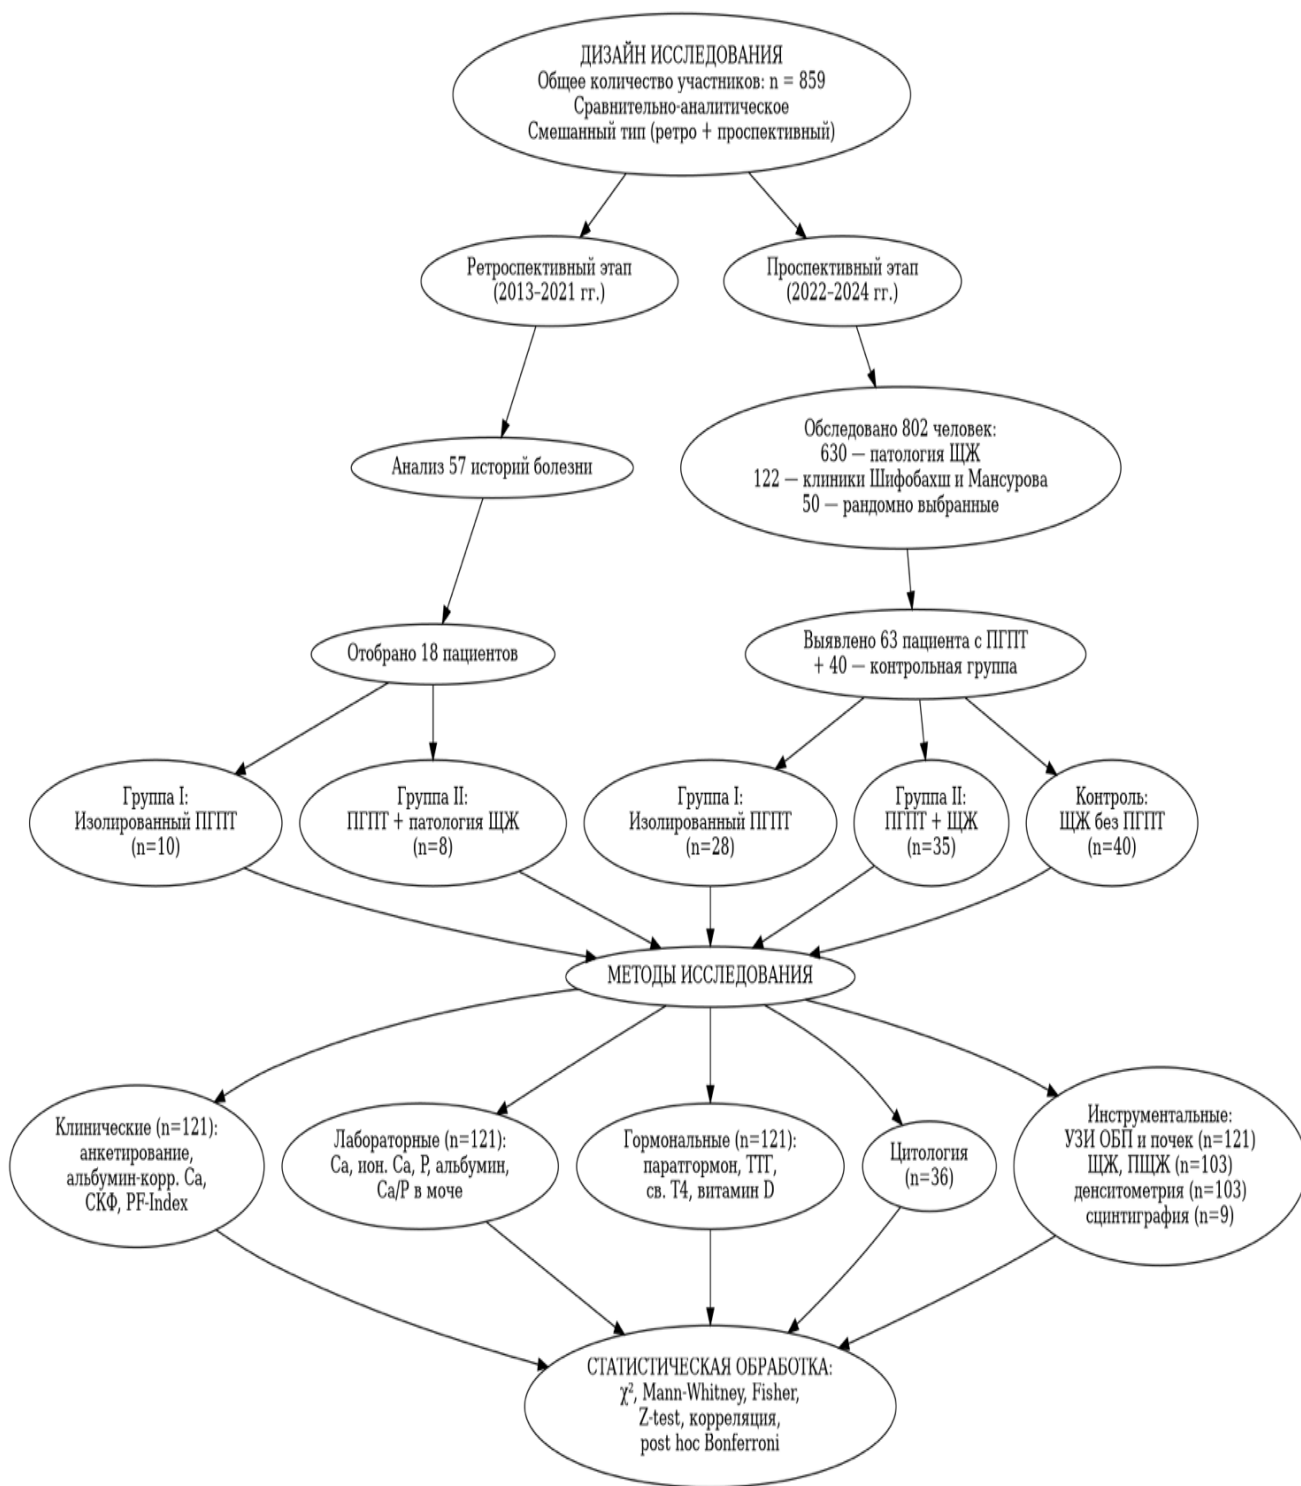 ДИЗАЙН ИССЛЕДОВАНИЯ
Общее количество участников: n = 859
Сравнительно-аналитическое
Смешанный тип (ретро + проспективный)
Ретроспективный этап
(2013–2021 гг.)
Проспективный этап
(2022–2024 гг.)
Анализ 57 историй болезни
Обследовано 802 человек:
630 — патология ЩЖ
122 — клиники Шифобахш и Мансурова
50 — рандомно выбранные
Отобрано 18 пациентов
Выявлено 63 пациента с ПГПТ
+ 40 — контрольная группа
Группа I:
Изолированный ПГПТ
(n=10)
Группа II:
ПГПТ + патология ЩЖ
(n=8)
Группа I:
Изолированный ПГПТ
(n=28)
Группа II:
ПГПТ + ЩЖ
(n=35)
Контроль:
ЩЖ без ПГПТ
(n=40)
МЕТОДЫ ИССЛЕДОВАНИЯ
Клинические (n=121):
анкетирование,
альбумин-корр. Ca,
СКФ, PF-Index
Лабораторные (n=121):
Ca, ион. Ca, P, альбумин,
Ca/P в моче
Гормональные (n=121):
паратгормон, ТТГ,
св. Т4, витамин D
Цитология
(n=36)
Инструментальные:
УЗИ ОБП и почек (n=121)
ЩЖ, ПЩЖ (n=103)
денситометрия (n=103)
сцинтиграфия (n=9)
СТАТИСТИЧЕСКАЯ ОБРАБОТКА:
χ², Mann-Whitney, Fisher,
Z-test, корреляция,
post hoc Bonferroni